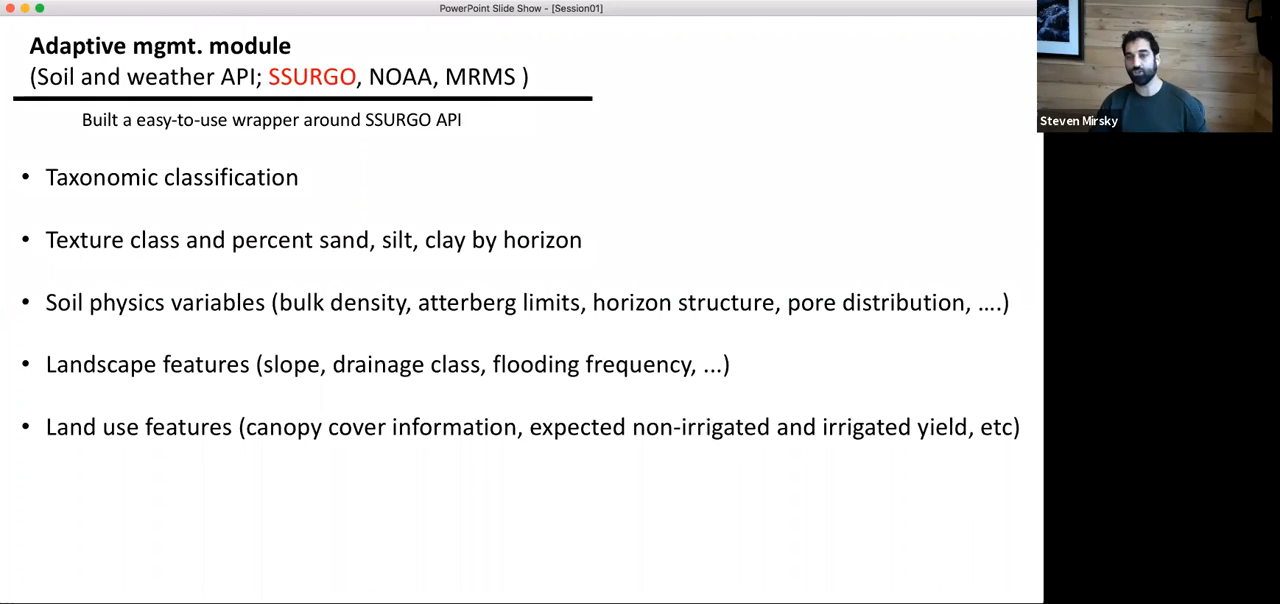 PowerPoint Slide Show - [Session01]
Adaptive mgmt. module
(Soil and weather API; SSURGO, NOAA, MRMS )
Built a easy-to-use wrapper around SSURGO API
• Taxonomic classification
• Texture class and percent sand, silt, clay by horizon
• Soil physics variables (bulk density, atterberg limits, horizon structure, pore distribution, ....)
• Landscape features (slope, drainage class, flooding frequency, ...)
• Land use features (canopy cover information, expected non-irrigated and irrigated yield, etc)
Steven Mirsky